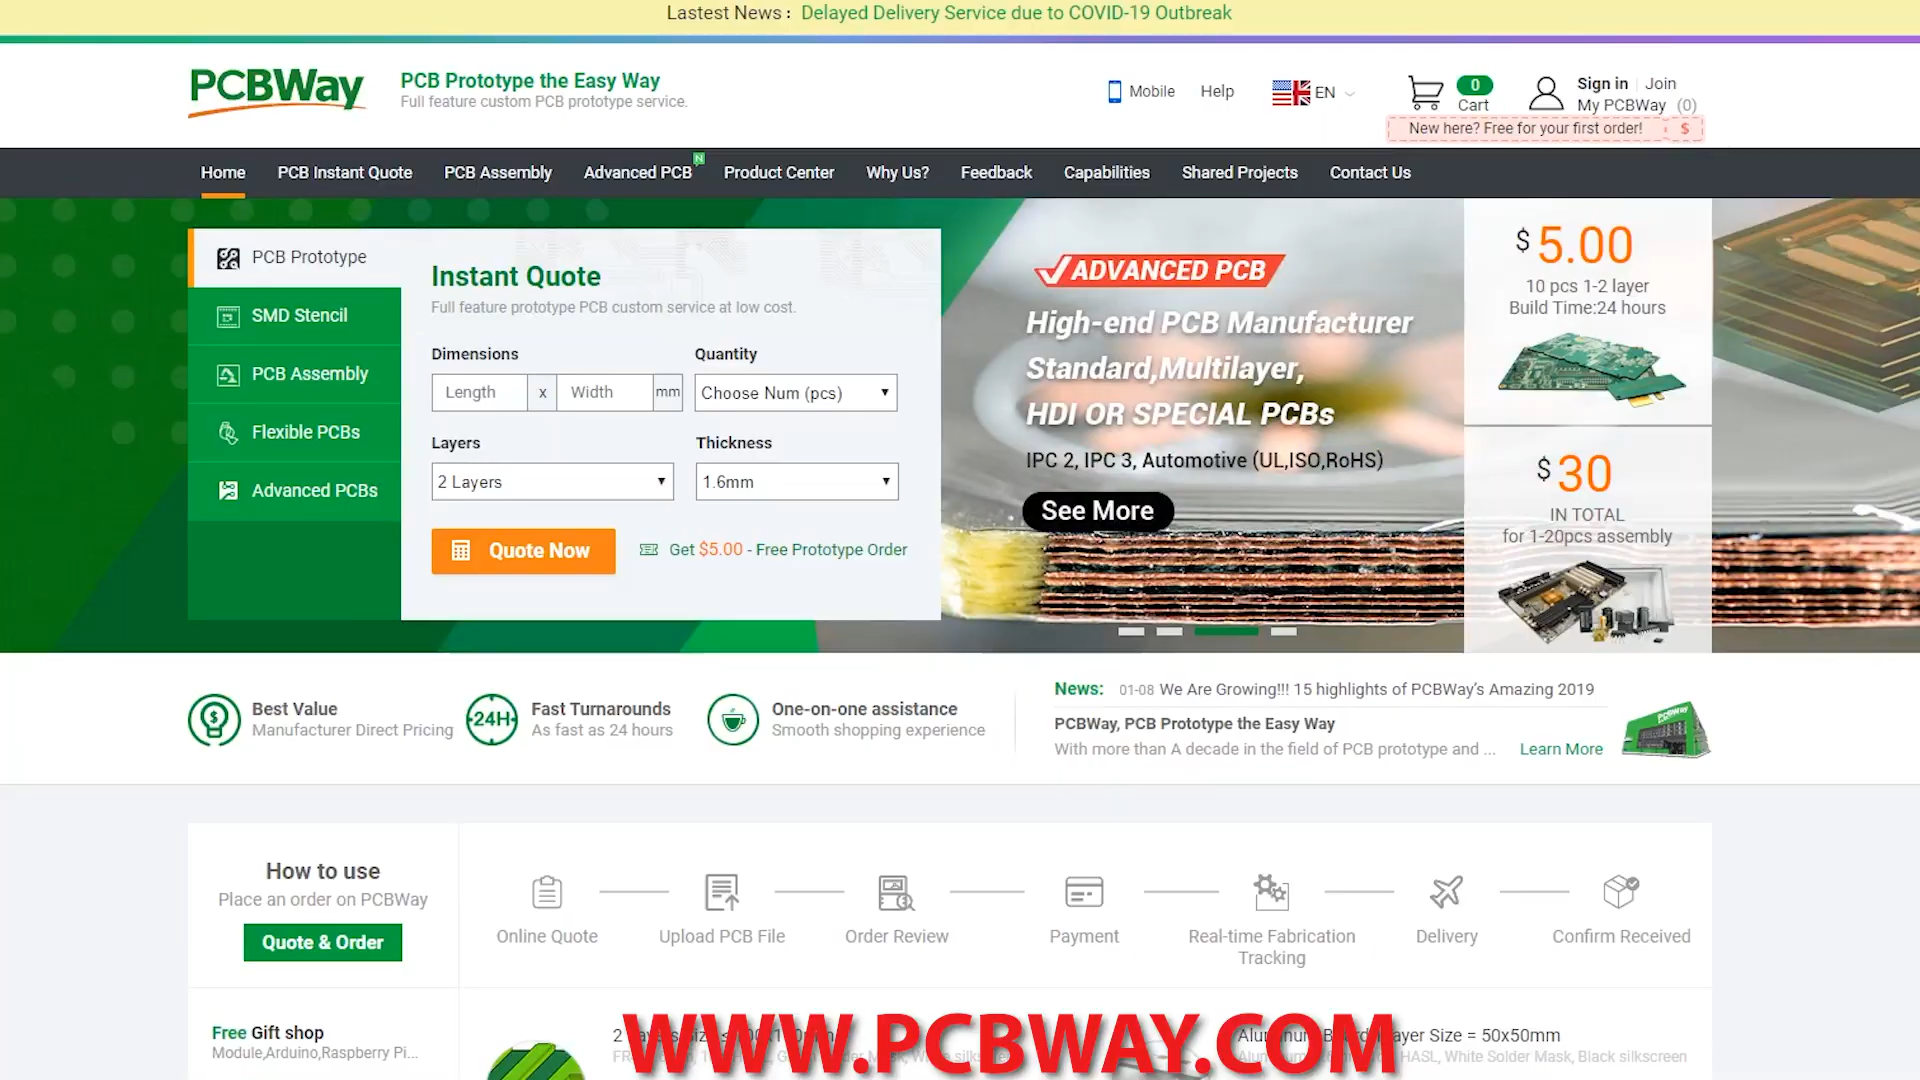 Lastest News : Delayed Delivery Service due to COVID-19 Outbreak
PCBWay
PCB Prototype the Easy Way
Full feature custom PCB prototype service.
Mobile
Help
EN
0
Cart
Sign in
Join
My PCBWay (0)
New here? Free for your first order! $
Home
PCB Instant Quote
PCB Assembly
Advanced PCB
N
Product Center
Why Us?
Feedback
Capabilities
Shared Projects
Contact Us
PCB Prototype
SMD Stencil
PCB Assembly
Flexible PCBs
Advanced PCBs
Instant Quote
Full feature prototype PCB custom service at low cost.
Dimensions
Quantity
Length x Width mm
Choose Num (pcs)
Layers
Thickness
2 Layers
1.6mm
Quote Now
Get $5.00 - Free Prototype Order
ADVANCED PCB
High-end PCB Manufacturer
Standard,Multilayer,
HDI OR SPECIAL PCBs
IPC 2, IPC 3, Automotive (UL,ISO,RoHS)
See More
$ 5.00
10 pcs 1-2 layer
Build Time:24 hours
$ 30
IN TOTAL
for 1-20pcs assembly
Best Value
Manufacturer Direct Pricing
24H
Fast Turnarounds
As fast as 24 hours
One-on-one assistance
Smooth shopping experience
News: 01-08 We Are Growing!!! 15 highlights of PCBWay's Amazing 2019
PCBWay, PCB Prototype the Easy Way
With more than A decade in the field of PCB prototype and ... Learn More
PCBWay
How to use
Place an order on PCBWay
Quote & Order
Online Quote
Upload PCB File
Order Review
Payment
Real-time Fabrication
Tracking
Delivery
Confirm Received
Free Gift shop
Module,Arduino,Raspberry Pi...
Layer Size = 50x50mm
HASL, White Solder Mask, Black silkscreen
WWW.PCBWAY.COM